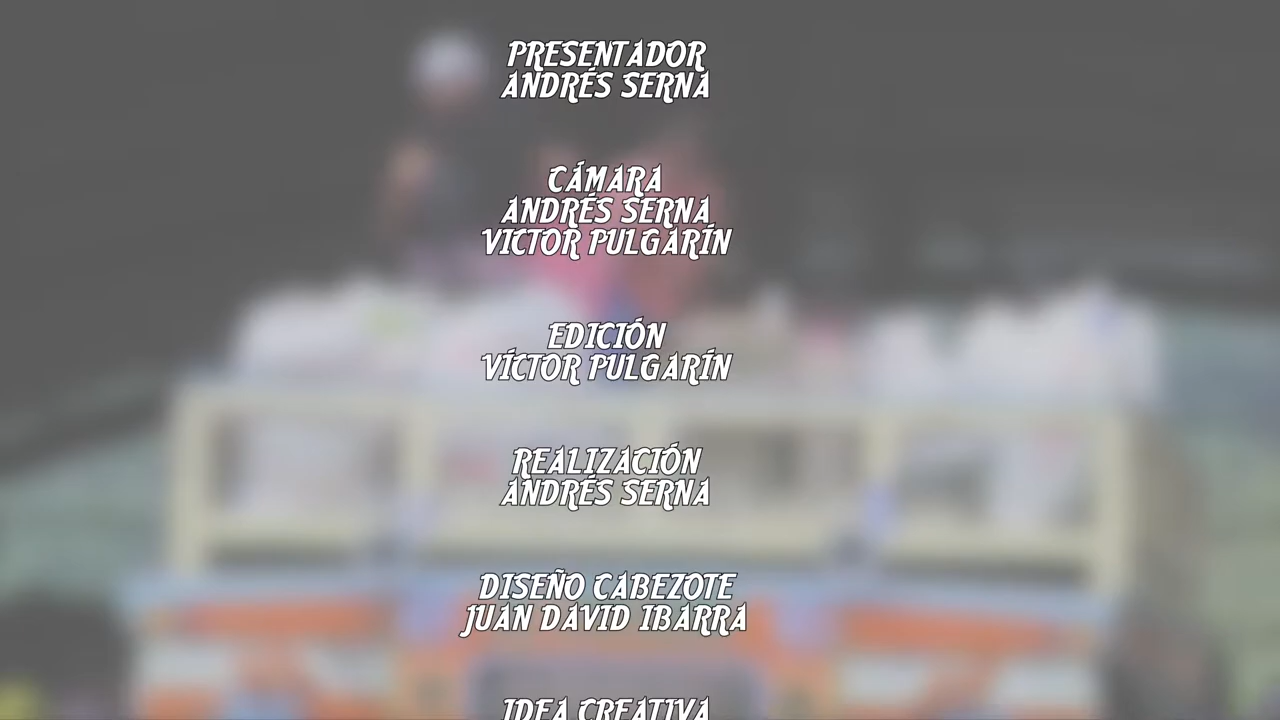 PRESENTADOR
ANDRÉS SERNA
CÁMARA
ANDRÉS SERNA
VICTOR PULGARÍN
EDICIÓN
VÍCTOR PULGARÍN
REALIZACIÓN
ANDRÉS SERNA
DISEÑO CABEZOTE
JUAN DAVID IBARRA
IDEA CREATIVA